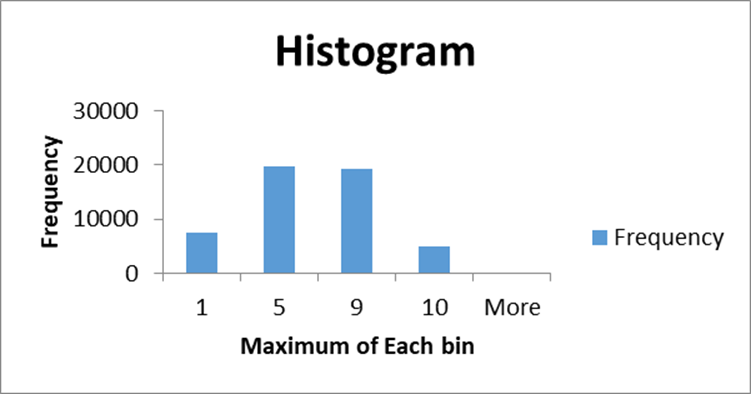 Histogram
30000
20000
10000
0
Frequency
1 5 9 10 More
Maximum of Each bin
Frequency